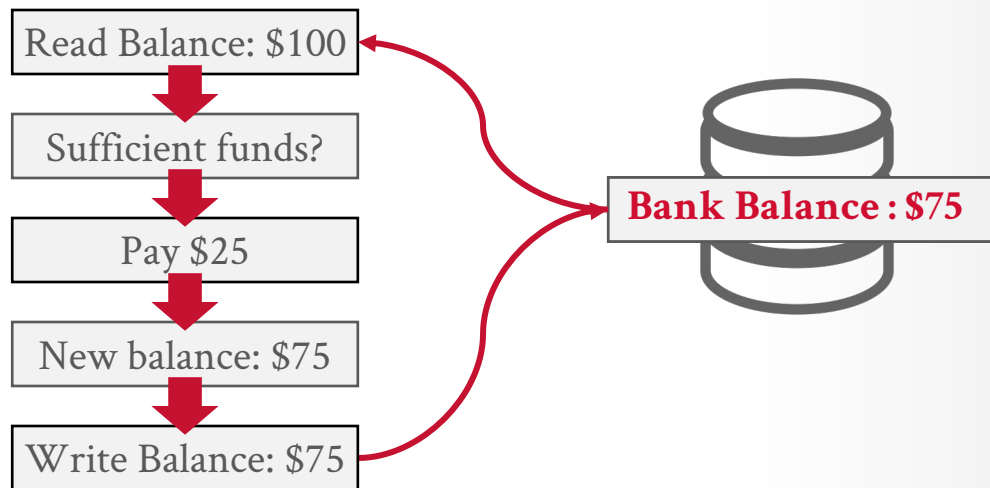 Read Balance: $100
Sufficient funds?
Pay $25
New balance: $75
Write Balance: $75
Bank Balance : $75